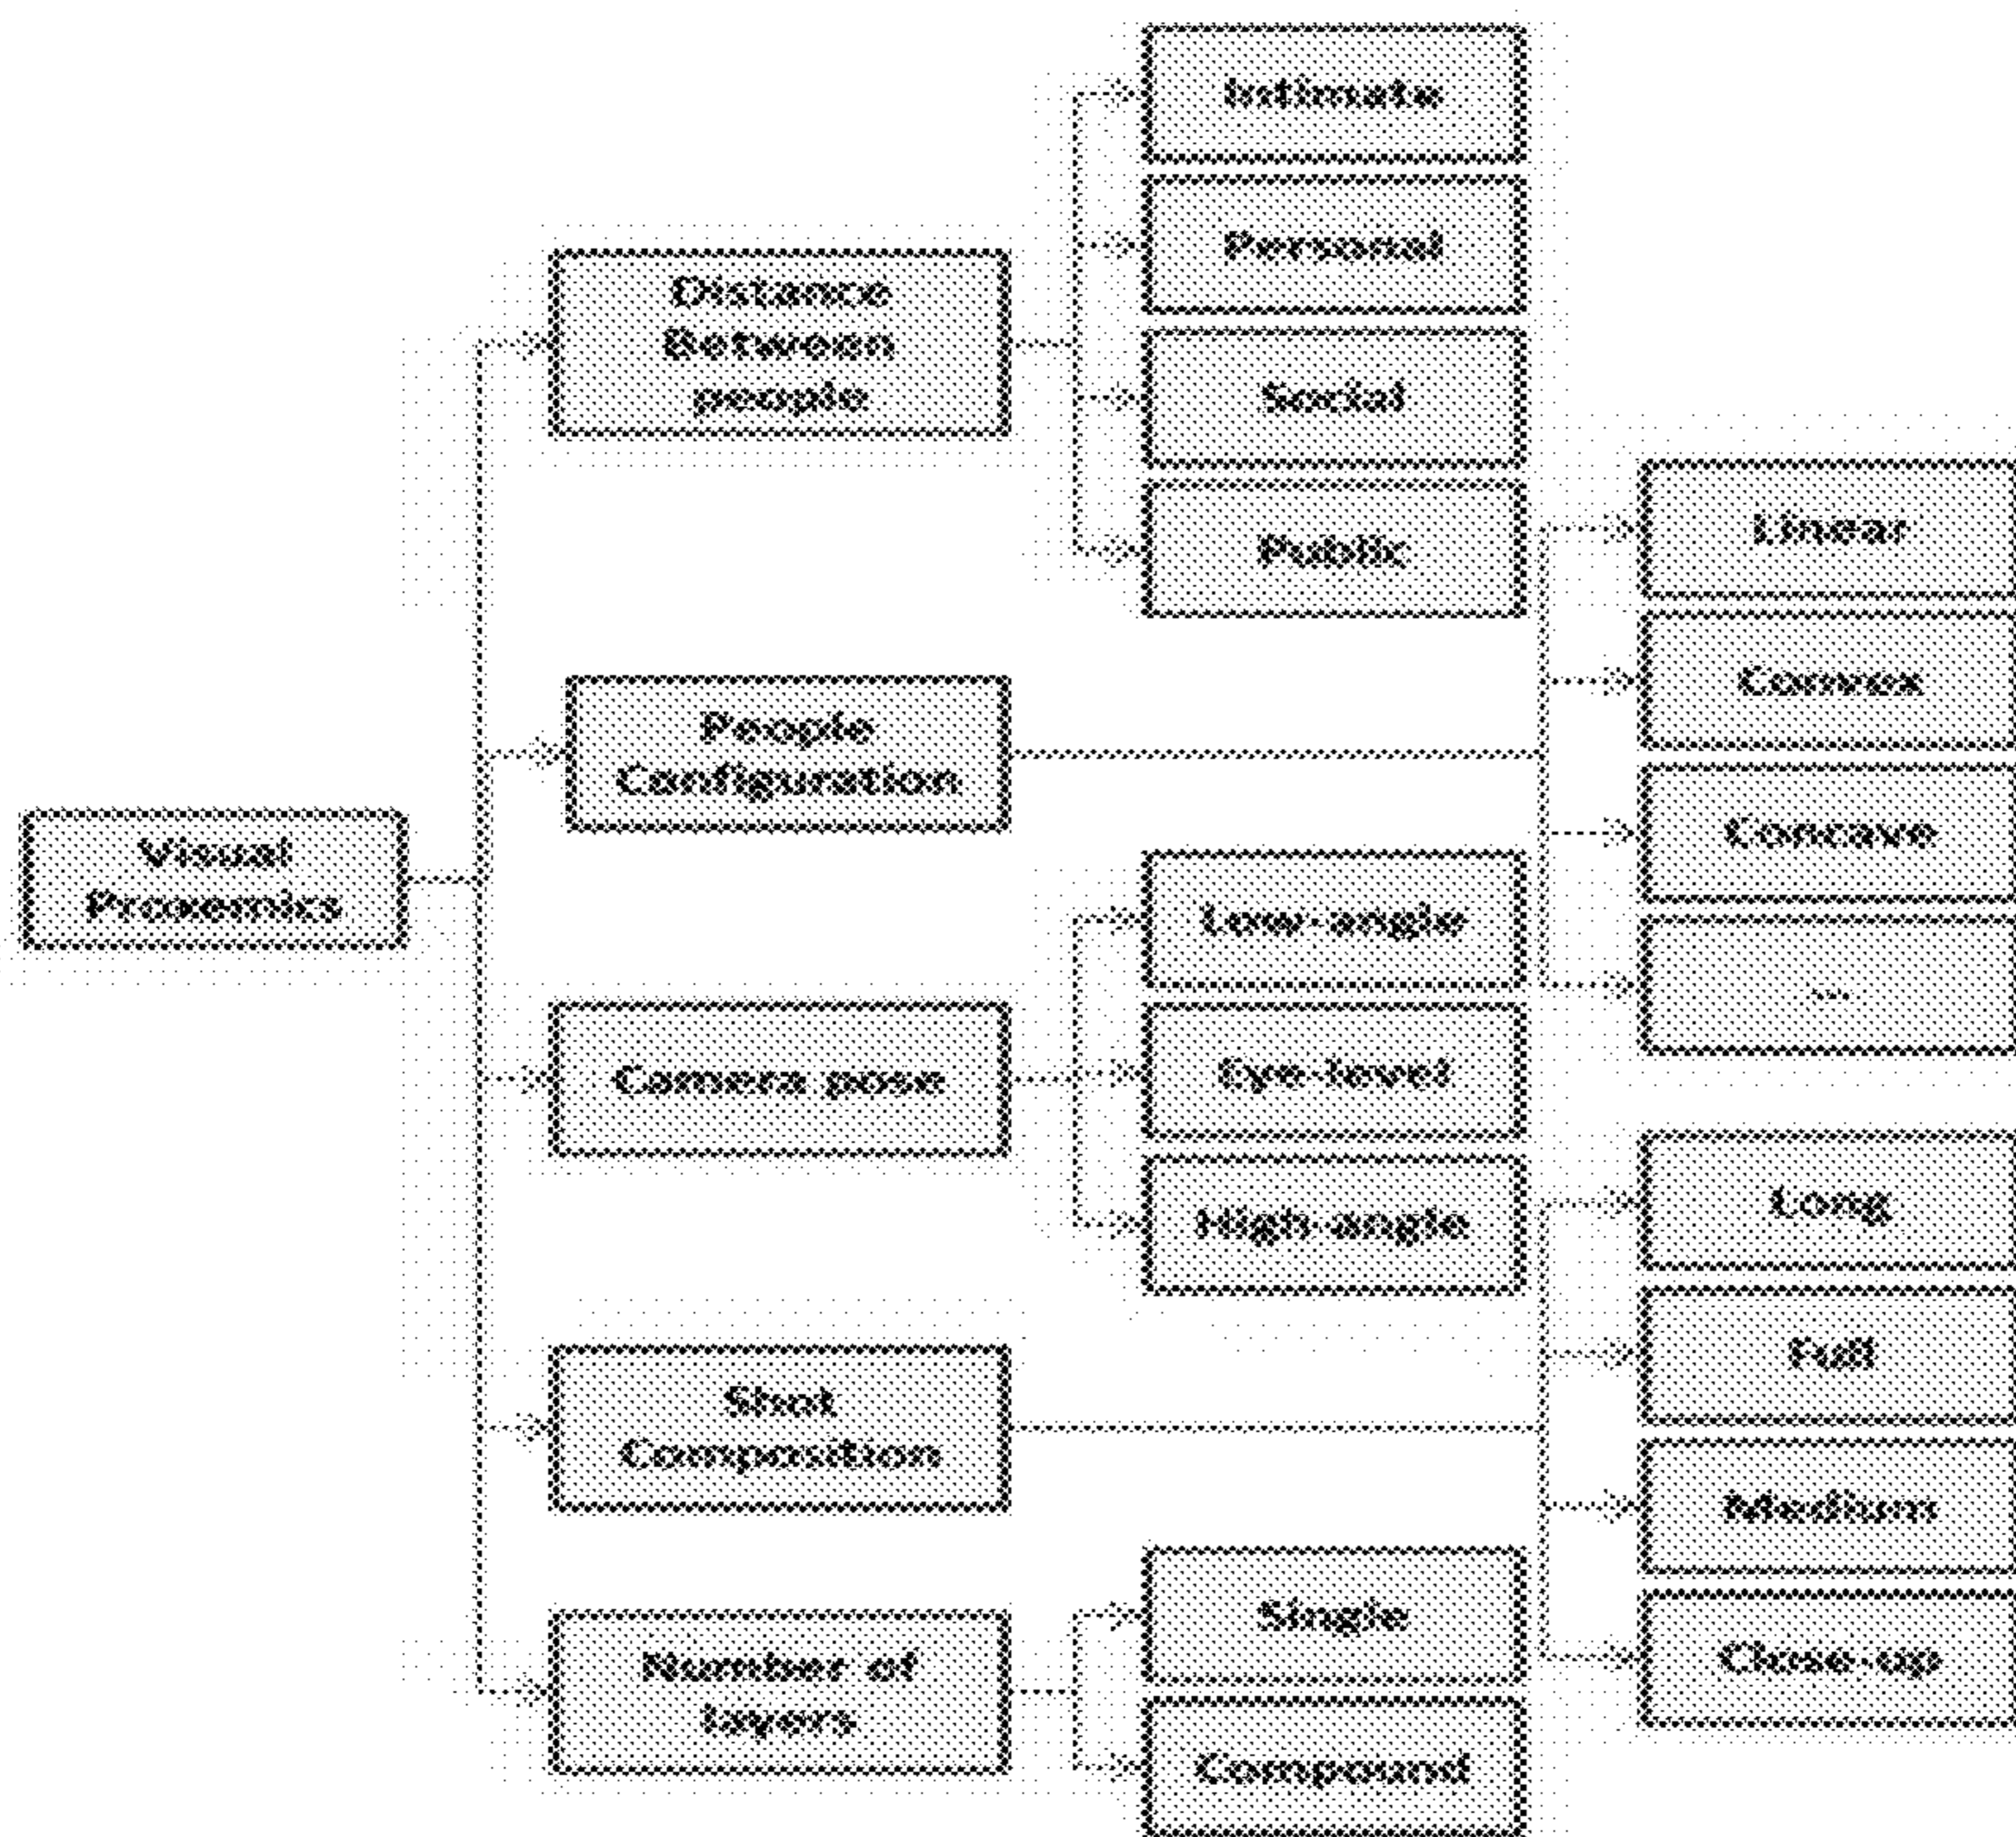 Intimate
Personal
Social
Public
Distance
Between
people
Linear
Convex
Concave
...
People
Configuration
Visual
Proxemics
Low-angle
Eye-level
High-angle
Camera pose
Long
Full
Medium
Close-up
Shot
Composition
Single
Compound
Number of
layers